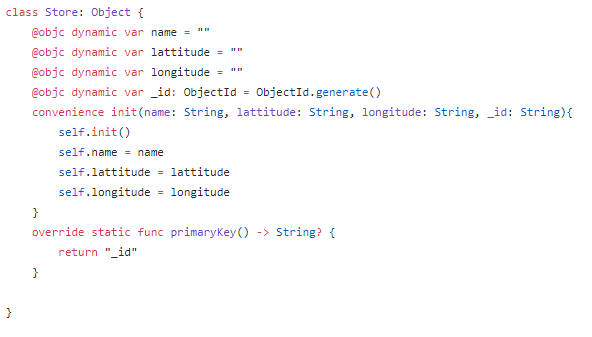 class Store: Object {
    @objc dynamic var name = ""
    @objc dynamic var lattitude = ""
    @objc dynamic var longitude = ""
    @objc dynamic var _id: ObjectId = ObjectId.generate()
    convenience init(name: String, lattitude: String, longitude: String, _id: String){
        self.init()
        self.name = name
        self.lattitude = lattitude
        self.longitude = longitude
    }
    override static func primaryKey() -> String? {
        return "_id"
    }
}